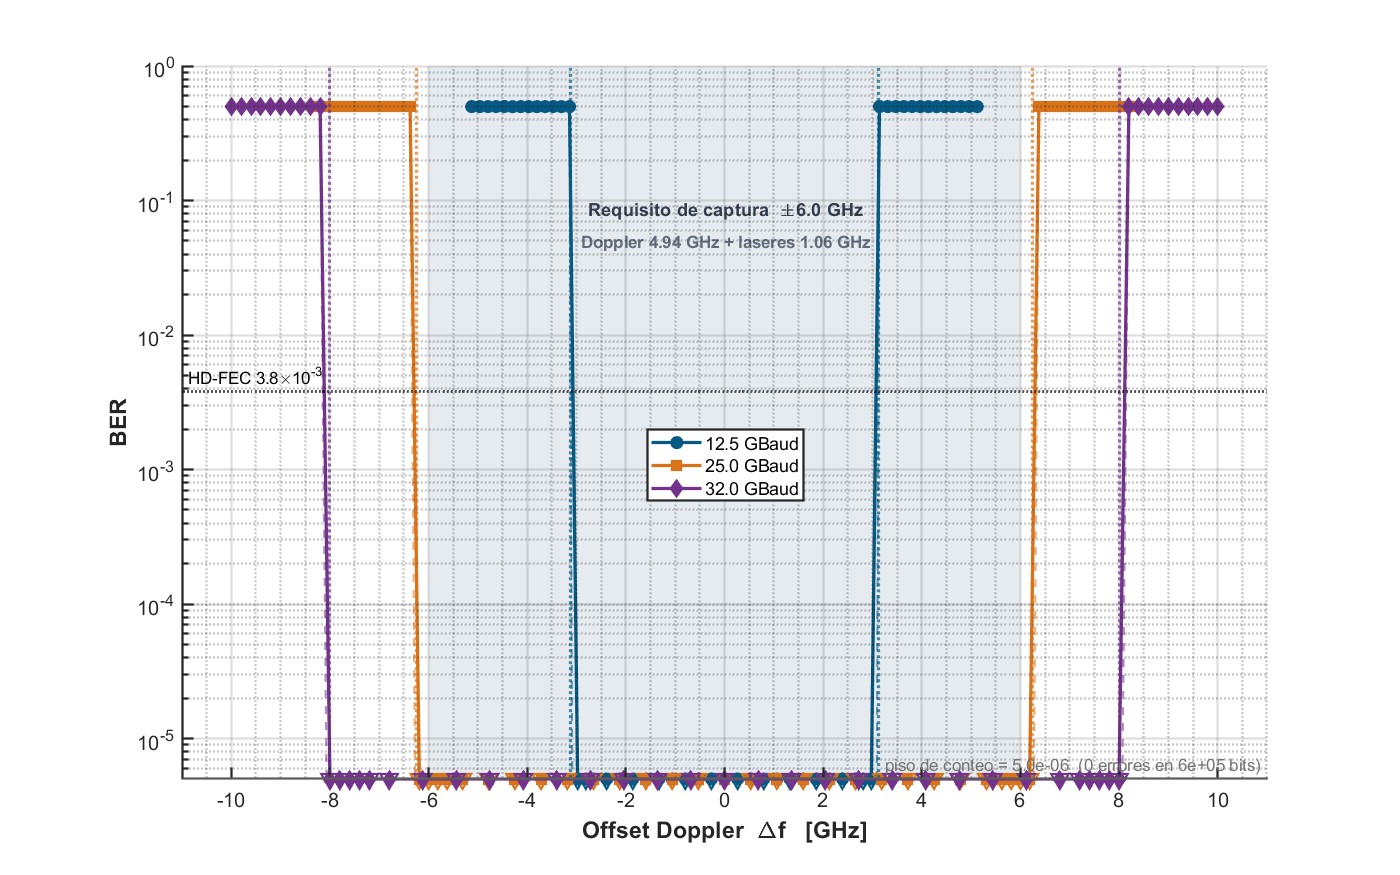 10^0
10^-1
10^-2
10^-3
10^-4
10^-5
BER
Requisito de captura ±6.0 GHz
Doppler 4.94 GHz + laseres 1.06 GHz
HD-FEC 3.8×10^-3
12.5 GBaud
25.0 GBaud
32.0 GBaud
piso de conteo = 5.0e-06 (0 errores en 6e+05 bits)
-10 -8 -6 -4 -2 0 2 4 6 8 10
Offset Doppler Δf [GHz]